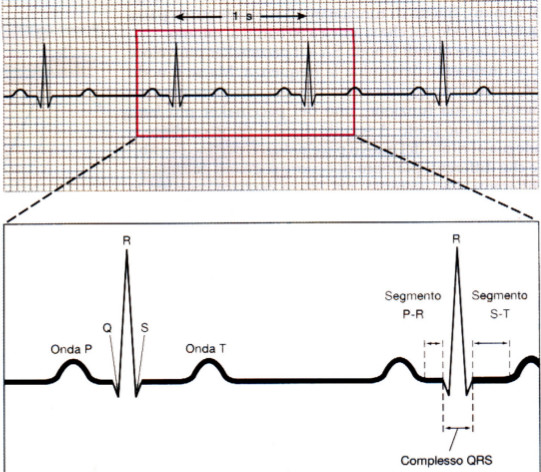 1 s
R
R
Segmento
P-R
Segmento
S-T
Q
S
Onda P
Onda T
Complesso QRS